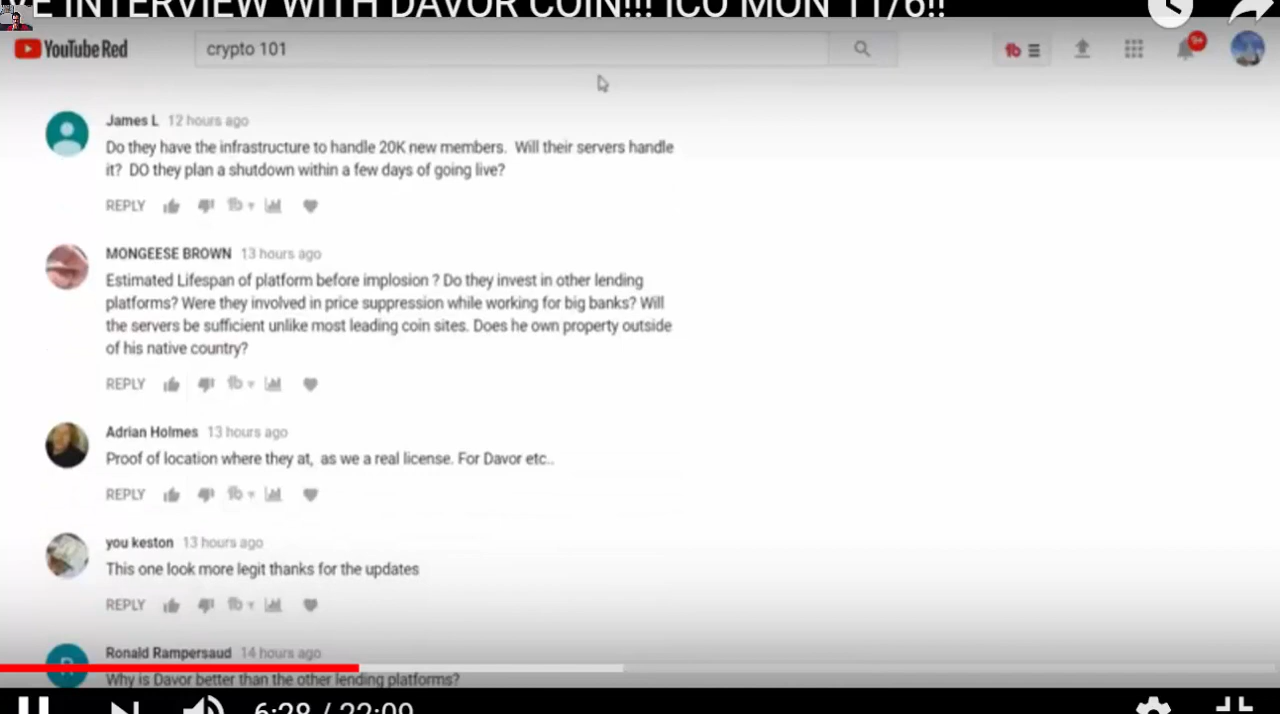 VE INTERVIEW WITH DAVOR COIN!!! ICO MON 11/6!!
YouTube Red
crypto 101
9+
James L 12 hours ago
Do they have the infrastructure to handle 20K new members. Will their servers handle
it? DO they plan a shutdown within a few days of going live?
REPLY
MONGEESE BROWN 13 hours ago
Estimated Lifespan of platform before implosion ? Do they invest in other lending
platforms? Were they involved in price suppression while working for big banks? Will
the servers be sufficient unlike most leading coin sites. Does he own property outside
of his native country?
REPLY
Adrian Holmes 13 hours ago
Proof of location where they at, as we a real license. For Davor etc..
REPLY
you keston 13 hours ago
This one look more legit thanks for the updates
REPLY
Ronald Rampersaud 14 hours ago
Why is Davor better than the other lending platforms?
6:28 / 22:09